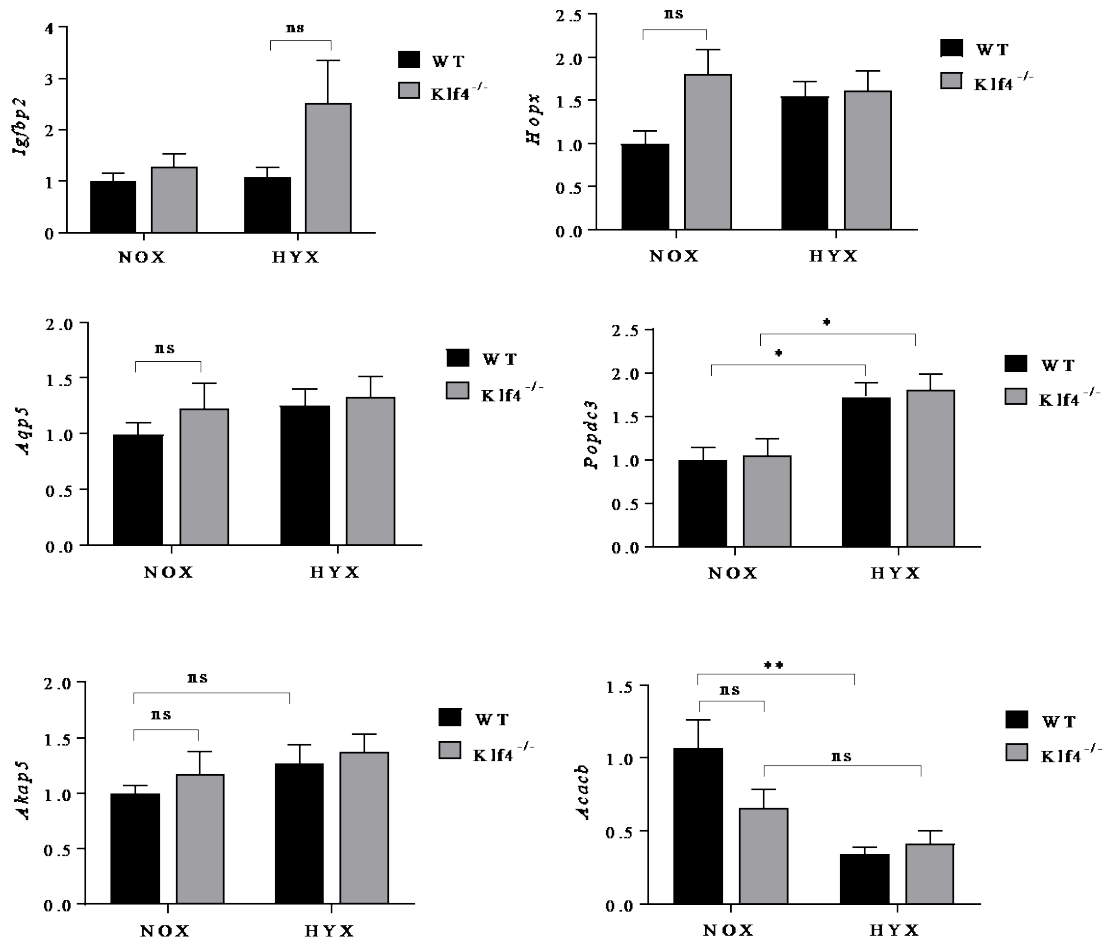 ns
4
3
2
1
0
Igfbp2
NOX
HYX
WT
Klf4-/-
ns
2.5
2.0
1.5
1.0
0.5
0.0
Hopx
NOX
HYX
WT
Klf4-/-
ns
2.0
1.5
1.0
0.5
0.0
Aqp5
NOX
HYX
WT
Klf4-/-
*
*
2.5
2.0
1.5
1.0
0.5
0.0
Popdc3
NOX
HYX
WT
Klf4-/-
ns
ns
2.0
1.5
1.0
0.5
0.0
Akap5
NOX
HYX
WT
Klf4-/-
**
ns
ns
1.5
1.0
0.5
0.0
Acacb
NOX
HYX
WT
Klf4-/-